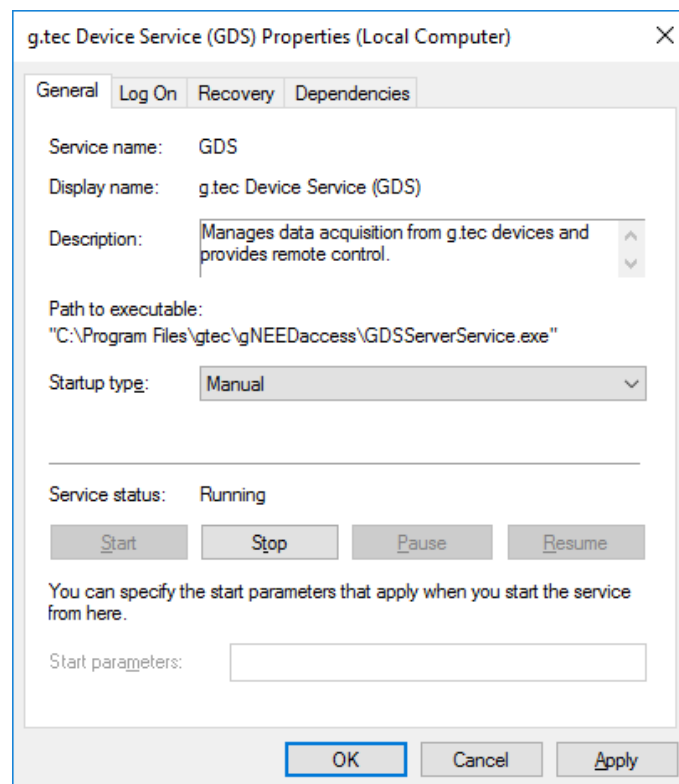 g.tec Device Service (GDS) Properties (Local Computer)
General Log On Recovery Dependencies
Service name: GDS
Display name: g.tec Device Service (GDS)
Description: Manages data acquisition from g.tec devices and
provides remote control.
Path to executable:
"C:\Program Files\gtec\gNEEDaccess\GDSServerService.exe"
Startup type: Manual
Service status: Running
Start Stop Pause Resume
You can specify the start parameters that apply when you start the service
from here.
Start parameters:
OK Cancel Apply